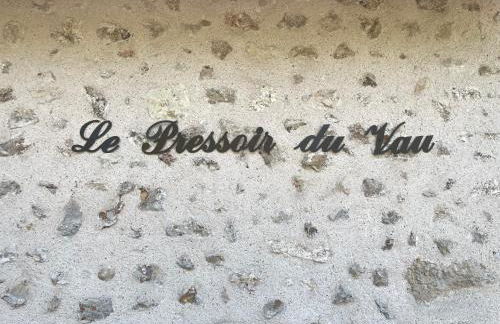 Le Pressoir du Vau